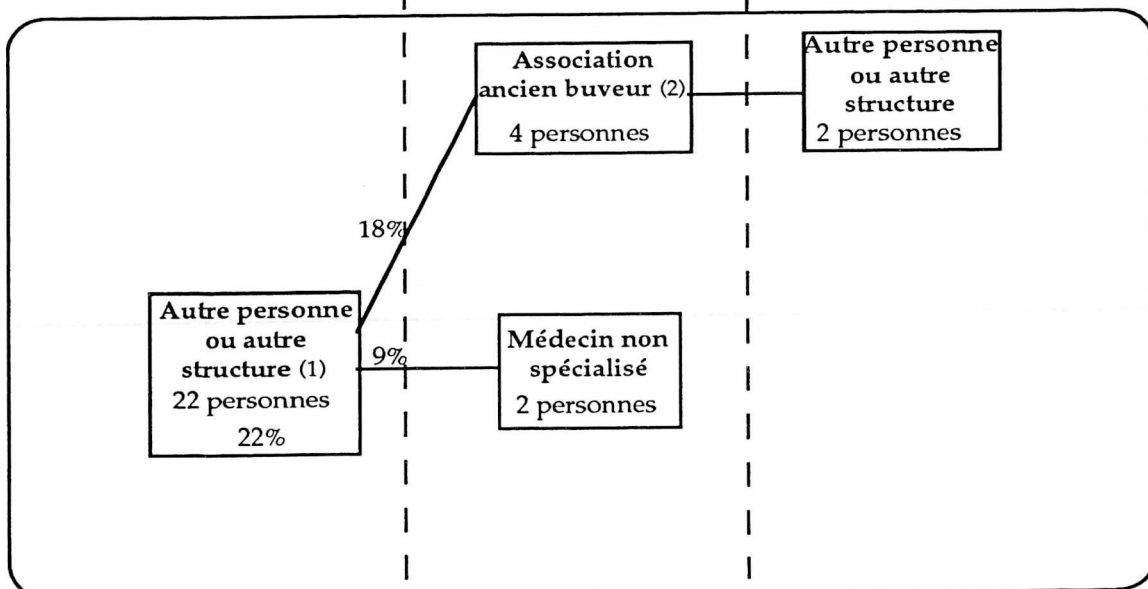 Association
ancien buveur (2)
4 personnes
Autre personne
ou autre
structure
2 personnes
18%
Autre personne
ou autre
structure (1)
22 personnes
22%
9%
Médecin non
spécialisé
2 personnes